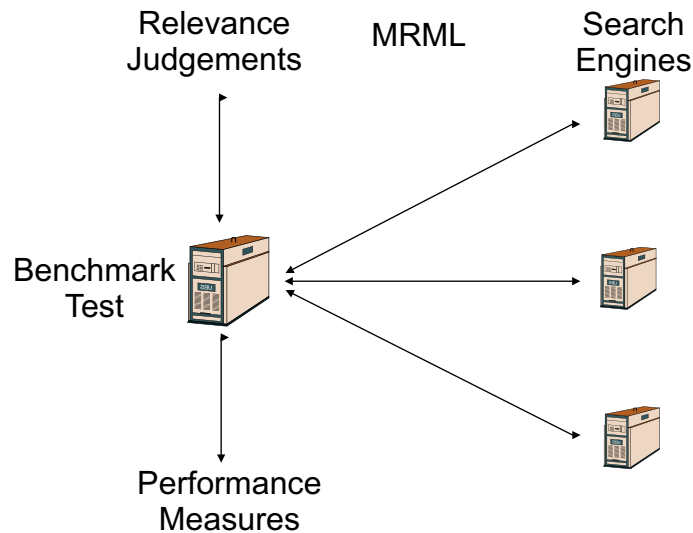 Relevance
Judgements
MRML
Search
Engines
Benchmark
Test
Performance
Measures